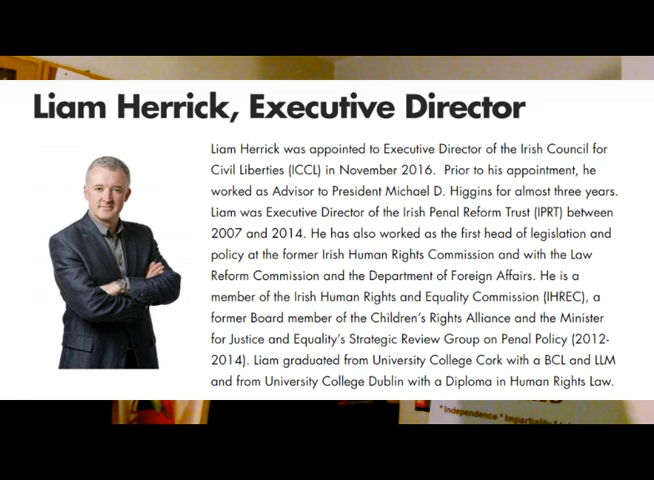 Liam Herrick, Executive Director
Liam Herrick was appointed to Executive Director of the Irish Council for
Civil Liberties (ICCL) in November 2016.  Prior to his appointment, he
worked as Advisor to President Michael D. Higgins for almost three years.
Liam was Executive Director of the Irish Penal Reform Trust (IPRT) between
2007 and 2014. He has also worked as the first head of legislation and
policy at the former Irish Human Rights Commission and with the Law
Reform Commission and the Department of Foreign Affairs. He is a
member of the Irish Human Rights and Equality Commission (IHREC), a
former Board member of the Children's Rights Alliance and the Minister
for Justice and Equality's Strategic Review Group on Penal Policy (2012-
2014). Liam graduated from University College Cork with a BCL and LLM
and from University College Dublin with a Diploma in Human Rights Law.
* Independence * Impartiality *